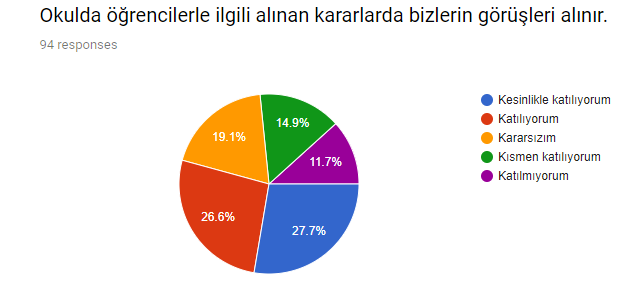 Okulda öğrencilerle ilgili alınan kararlarda bizlerin görüşleri alınır.
94 responses
14.9%
19.1%
11.7%
26.6%
27.7%
Kesinlikle katılıyorum
Katılıyorum
Kararsızım
Kısmen katılıyorum
Katılmıyorum